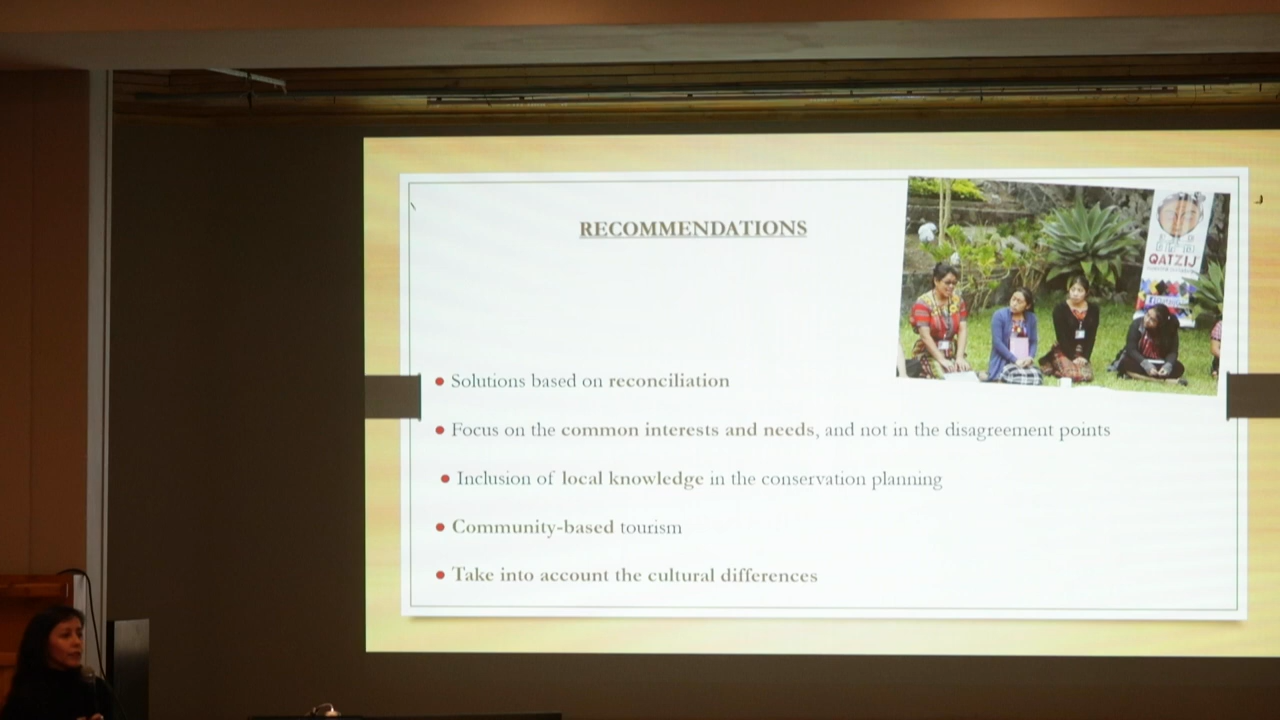 RECOMMENDATIONS
QATZIJ
Solutions based on reconciliation
Focus on the common interests and needs, and not in the disagreement points
Inclusion of local knowledge in the conservation planning
Community-based tourism
Take into account the cultural differences